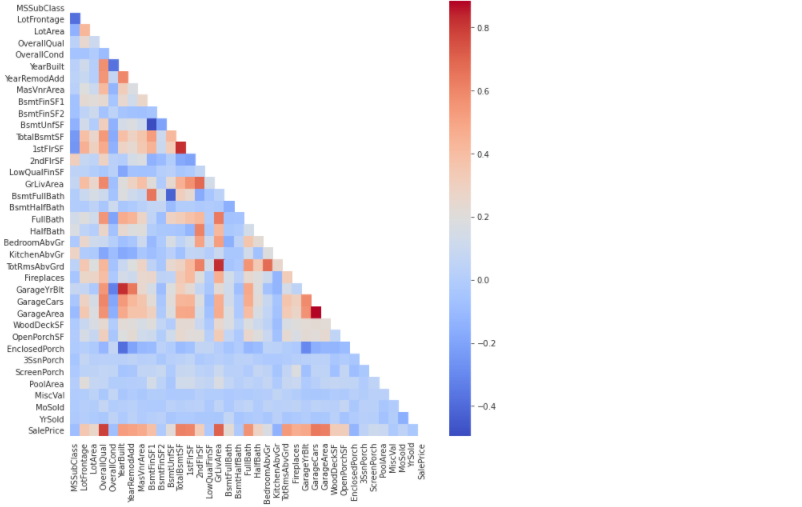 MSSubClass
LotFrontage
LotArea
OverallQual
OverallCond
YearBuilt
YearRemodAdd
MasVnrArea
BsmtFinSF1
BsmtFinSF2
BsmtUnfSF
TotalBsmtSF
1stFlrSF
2ndFlrSF
LowQualFinSF
GrLivArea
BsmtFullBath
BsmtHalfBath
FullBath
HalfBath
BedroomAbvGr
KitchenAbvGr
TotRmsAbvGrd
Fireplaces
GarageYrBlt
GarageCars
GarageArea
WoodDeckSF
OpenPorchSF
EnclosedPorch
3SsnPorch
ScreenPorch
PoolArea
MiscVal
MoSold
YrSold
SalePrice
MSSubClass
LotFrontage
LotArea
OverallQual
OverallCond
YearBuilt
YearRemodAdd
MasVnrArea
BsmtFinSF1
BsmtFinSF2
BsmtUnfSF
TotalBsmtSF
1stFlrSF
2ndFlrSF
LowQualFinSF
GrLivArea
BsmtFullBath
BsmtHalfBath
FullBath
HalfBath
BedroomAbvGr
KitchenAbvGr
TotRmsAbvGrd
Fireplaces
GarageYrBlt
GarageCars
GarageArea
WoodDeckSF
OpenPorchSF
EnclosedPorch
3SsnPorch
ScreenPorch
PoolArea
MiscVal
MoSold
YrSold
SalePrice
0.8
0.6
0.4
0.2
0.0
−0.2
−0.4